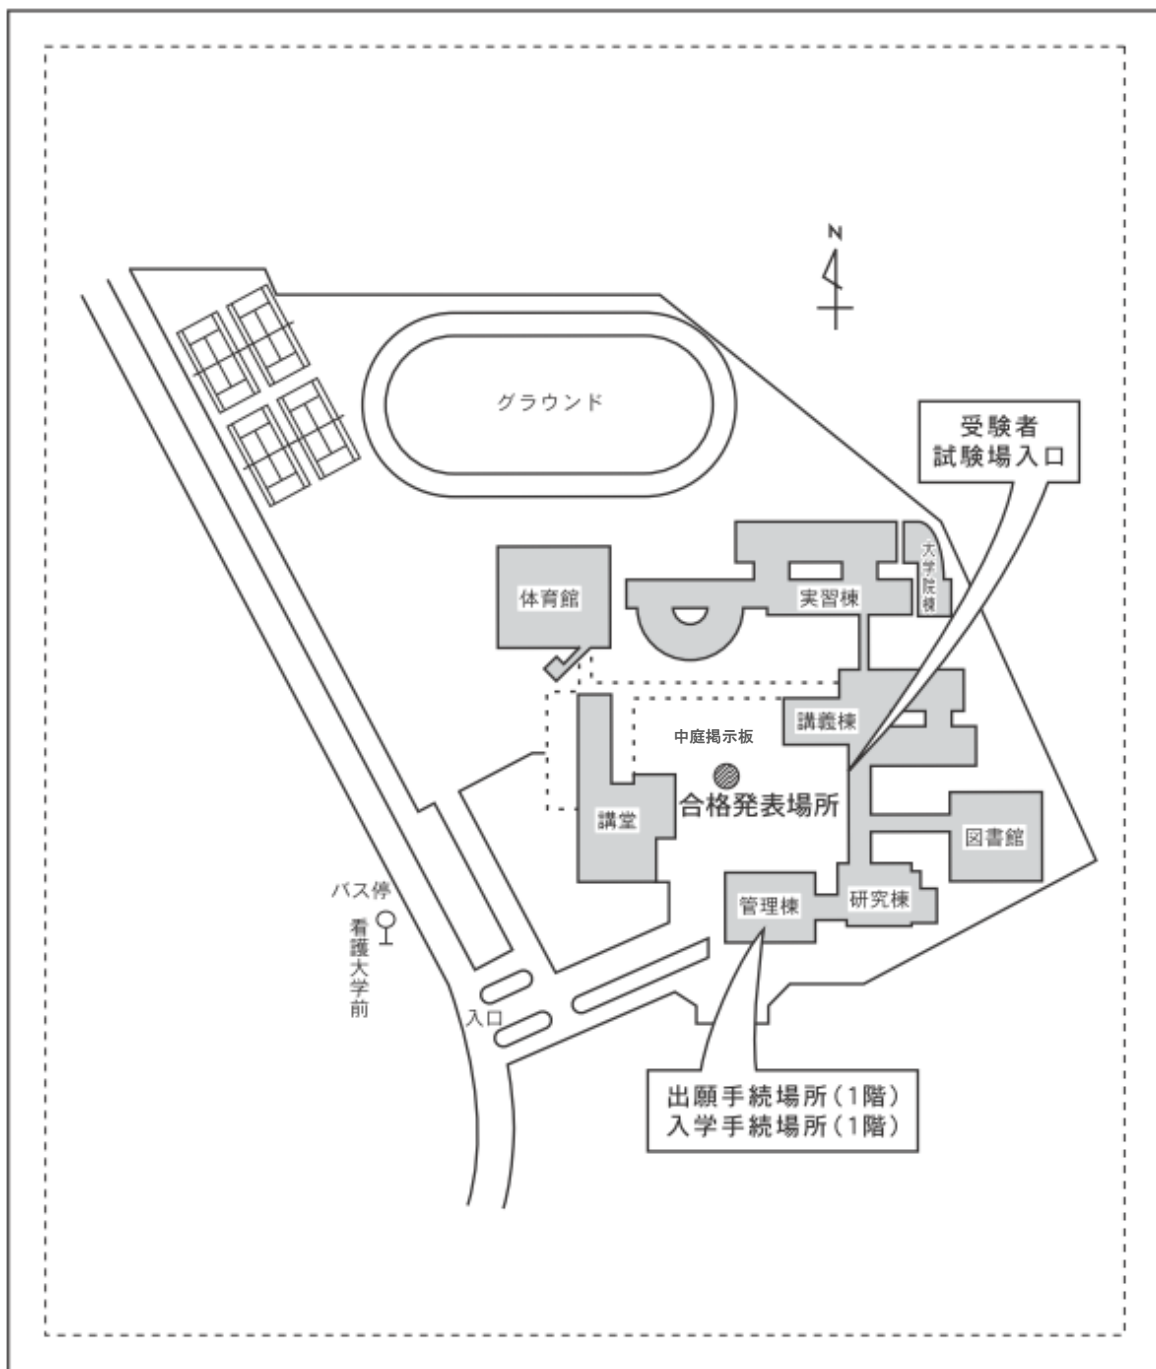 N
グラウンド
受験者
試験場入口
大学院棟
体育館
実習棟
講義棟
中庭掲示板
合格発表場所
講堂
図書館
バス停
看護大学前
管理棟
研究棟
入口
出願手続場所(1階)
入学手続場所(1階)